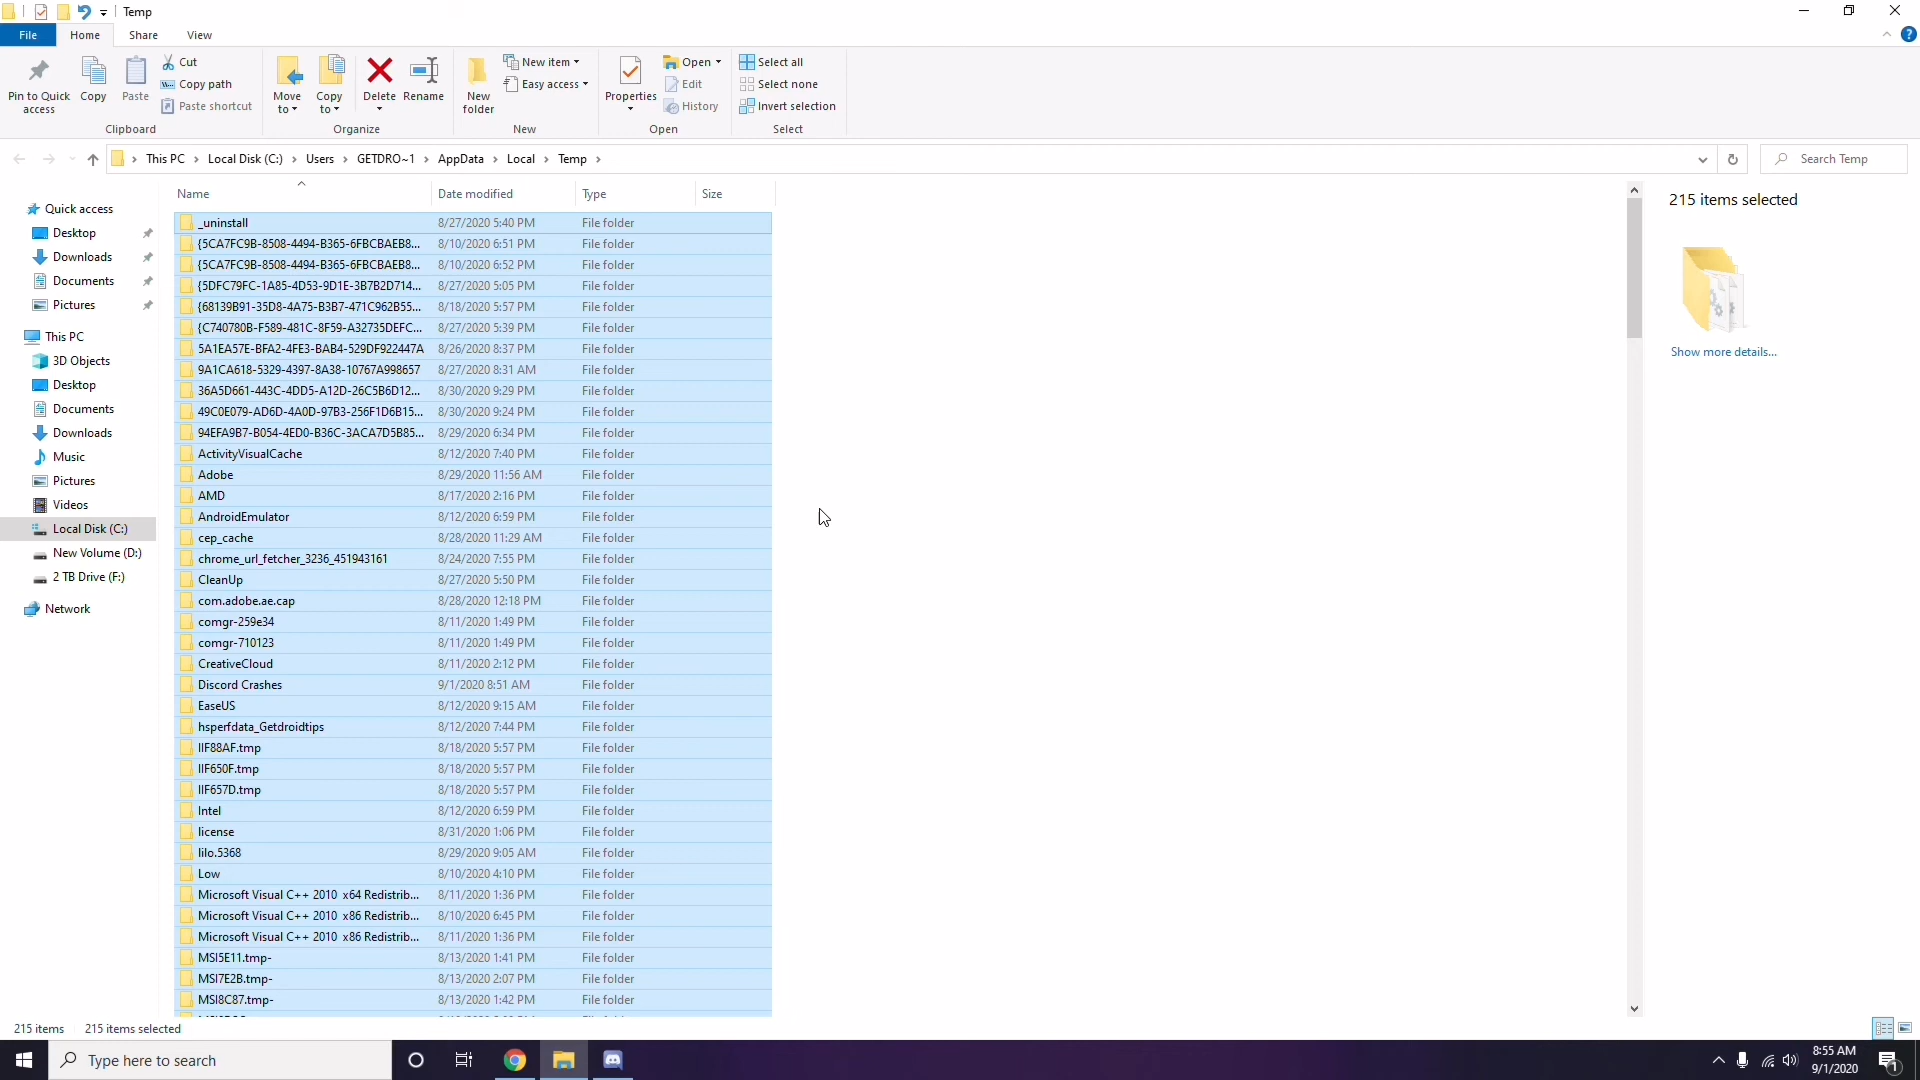 Temp
File Home Share View
Pin to Quick access
Copy
Paste
Cut
Copy path
Paste shortcut
Clipboard
Move to
Copy to
Delete
Rename
Organize
New folder
New item
Easy access
New
Properties
Open
Edit
History
Open
Select all
Select none
Invert selection
Select
This PC > Local Disk (C:) > Users > GETDRO~1 > AppData > Local > Temp >
Search Temp
Quick access
Desktop
Downloads
Documents
Pictures
This PC
3D Objects
Desktop
Documents
Downloads
Music
Pictures
Videos
Local Disk (C:)
New Volume (D:)
2 TB Drive (F:)
Network
Name Date modified Type Size
_uninstall 8/27/2020 5:40 PM File folder
{5CA7FC9B-8508-4494-B365-6FBCBAEB8... 8/10/2020 6:51 PM File folder
{5CA7FC9B-8508-4494-B365-6FBCBAEB8... 8/10/2020 6:52 PM File folder
{5DFC79FC-1A85-4D53-9D1E-3B7B2D714... 8/27/2020 5:05 PM File folder
{68139B91-35D8-4A75-B3B7-471C962B55... 8/18/2020 5:57 PM File folder
{C740780B-F589-481C-8F59-A32735DEFC... 8/27/2020 5:39 PM File folder
5A1EA57E-BFA2-4FE3-BAB4-529DF922447A 8/26/2020 8:37 PM File folder
9A1CA618-5329-4397-8A38-10767A998657 8/27/2020 8:31 AM File folder
36A5D661-443C-4DD5-A12D-26C5B6D12... 8/30/2020 9:29 PM File folder
49C0E079-AD6D-4A0D-97B3-256F1D6B15... 8/30/2020 9:24 PM File folder
94EFA9B7-B054-4ED0-B36C-3ACA7D5B85... 8/29/2020 6:34 PM File folder
ActivityVisualCache 8/12/2020 7:40 PM File folder
Adobe 8/29/2020 11:56 AM File folder
AMD 8/17/2020 2:16 PM File folder
AndroidEmulator 8/12/2020 6:59 PM File folder
cep_cache 8/28/2020 11:29 AM File folder
chrome_url_fetcher_3236_451943161 8/24/2020 7:55 PM File folder
CleanUp 8/27/2020 5:50 PM File folder
com.adobe.ae.cap 8/28/2020 12:18 PM File folder
comgr-259e34 8/11/2020 1:49 PM File folder
comgr-710123 8/11/2020 1:49 PM File folder
CreativeCloud 8/11/2020 2:12 PM File folder
Discord Crashes 9/1/2020 8:51 AM File folder
EaseUS 8/12/2020 9:15 AM File folder
hsperfdata_Getdroidtips 8/12/2020 7:44 PM File folder
IIF88AF.tmp 8/18/2020 5:57 PM File folder
IIF650F.tmp 8/18/2020 5:57 PM File folder
IIF657D.tmp 8/18/2020 5:57 PM File folder
Intel 8/12/2020 6:59 PM File folder
license 8/31/2020 1:06 PM File folder
lilo.5368 8/29/2020 9:05 AM File folder
Low 8/10/2020 4:10 PM File folder
Microsoft Visual C++ 2010 x64 Redistrib... 8/11/2020 1:36 PM File folder
Microsoft Visual C++ 2010 x86 Redistrib... 8/10/2020 6:45 PM File folder
Microsoft Visual C++ 2010 x86 Redistrib... 8/11/2020 1:36 PM File folder
MSI5E11.tmp- 8/13/2020 1:41 PM File folder
MSI7E2B.tmp- 8/13/2020 2:07 PM File folder
MSI8C87.tmp- 8/13/2020 1:42 PM File folder
215 items selected
Show more details...
215 items 215 items selected
Type here to search
8:55 AM
9/1/2020
1